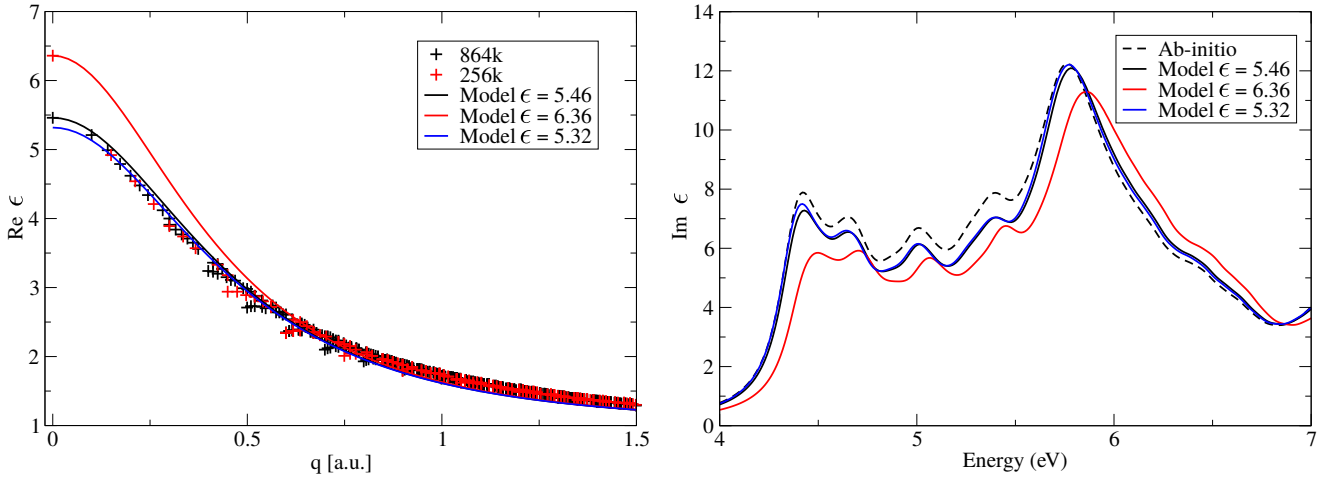 7
6
5
4
3
2
1
Re ϵ
0
0.5
1
1.5
q [a.u.]
864k
256k
Model ϵ = 5.46
Model ϵ = 6.36
Model ϵ = 5.32
14
12
10
8
6
4
2
0
Im ϵ
4
5
6
7
Energy (eV)
Ab-initio
Model ϵ = 5.46
Model ϵ = 6.36
Model ϵ = 5.32